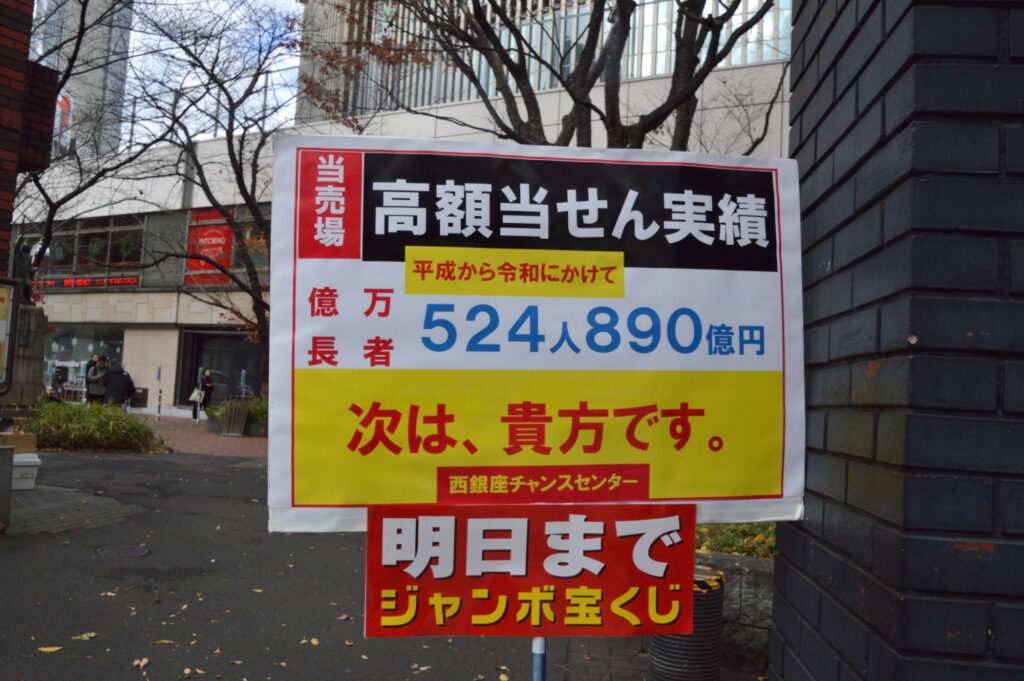 当売場
高額当せん実績
平成から令和にかけて
億万
長者
524人890億円
次は、貴方です。
西銀座チャンスセンター
明日まで
ジャンボ宝くじ
INTORNO